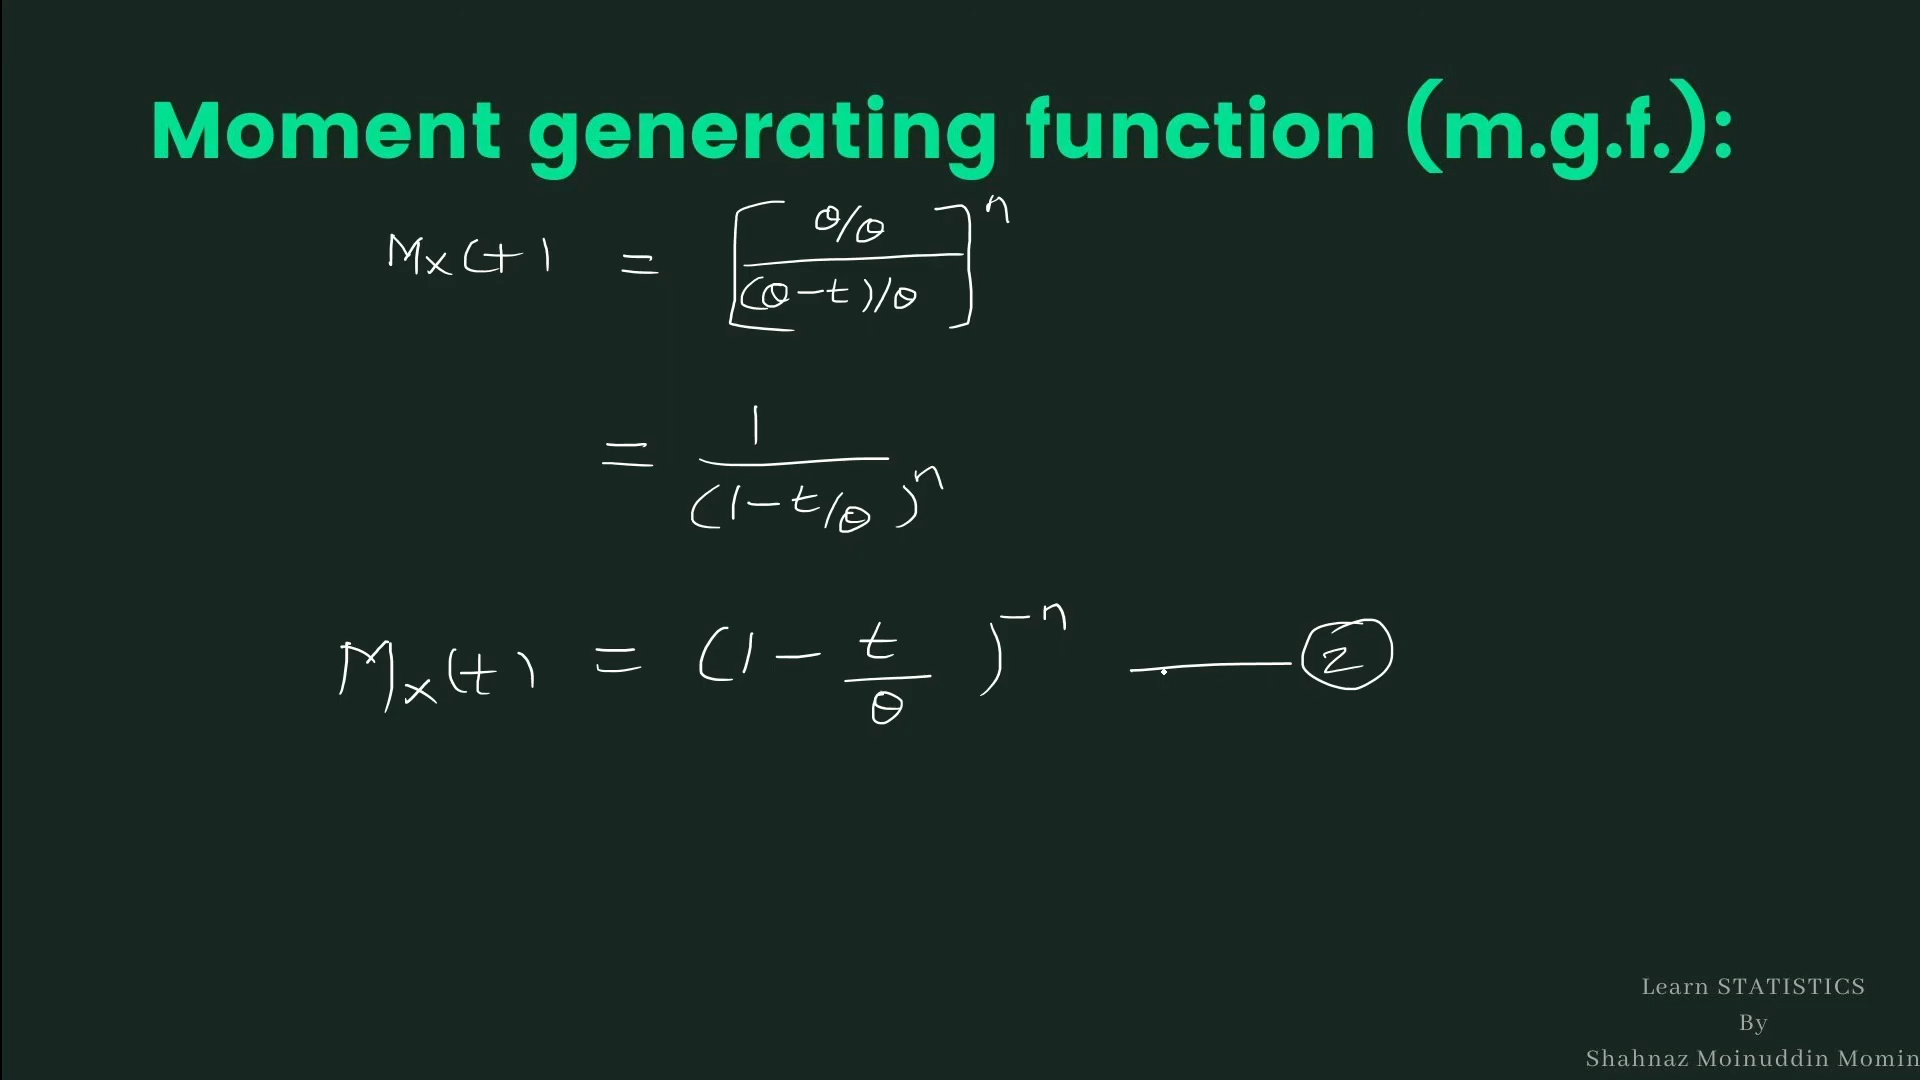 Moment generating function (m.g.f.):
Mx(t) = [ θ/θ / (θ-t)/θ ]^n
= 1 / (1-t/θ)^n
Mx(t) = (1 - t/θ)^-n —— ②
Learn STATISTICS
By
Shahnaz Moinuddin Momin